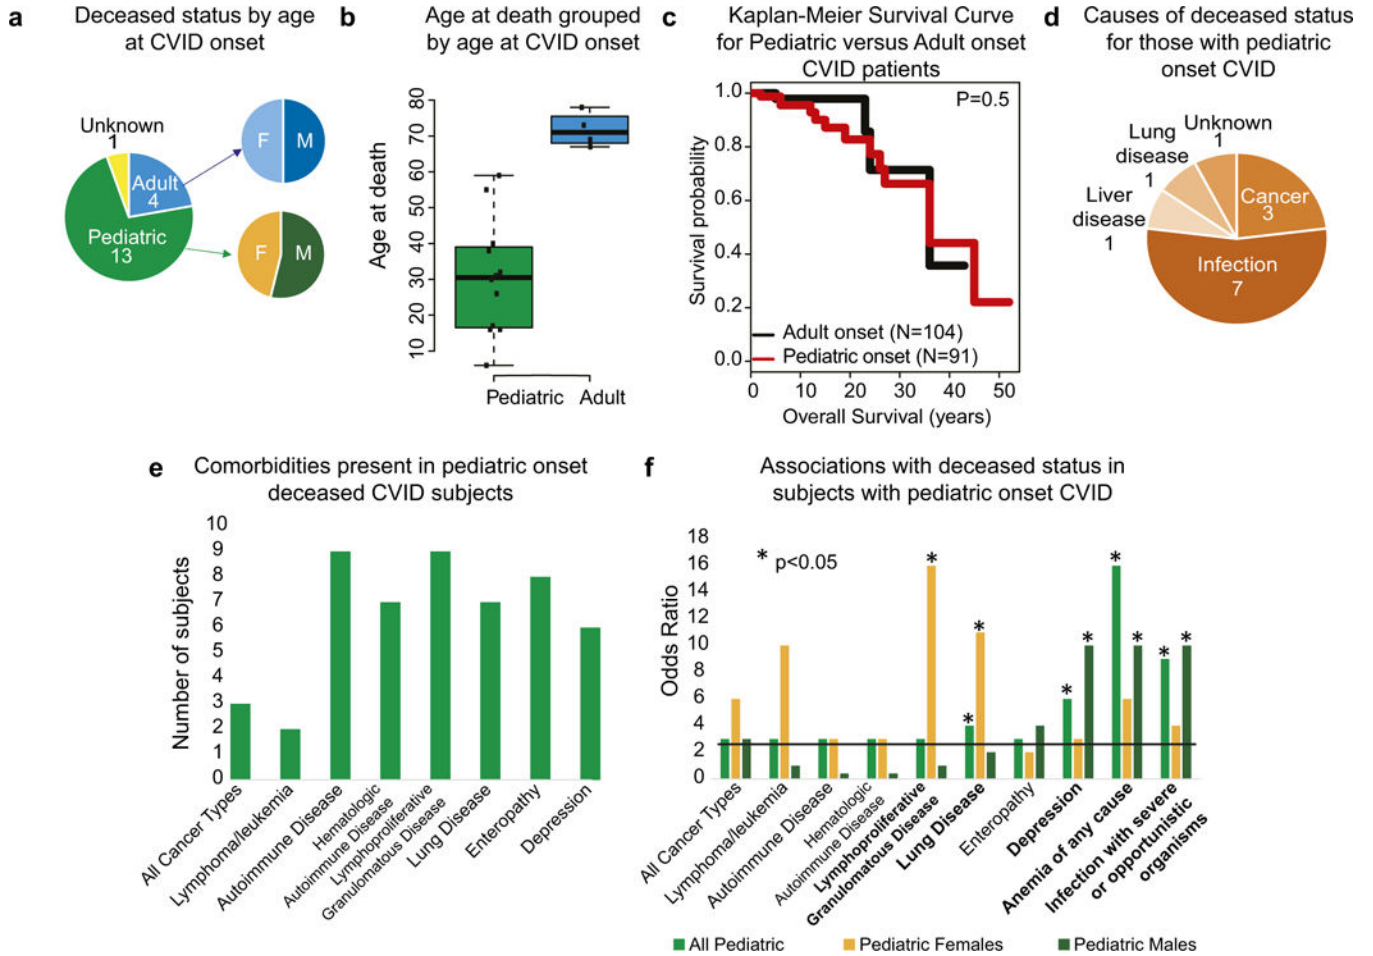 a
Deceased status by age
at CVID onset
Unknown
1
Adult
4
Pediatric
13
F
M
F
M
b
Age at death grouped
by age at CVID onset
Age at death
80
70
60
50
40
30
20
10
Pediatric
Adult
c
Kaplan-Meier Survival Curve
for Pediatric versus Adult onset
CVID patients
P=0.5
Survival probability
1.0
0.8
0.6
0.4
0.2
0.0
Adult onset (N=104)
Pediatric onset (N=91)
0 10 20 30 40 50
Overall Survival (years)
d
Causes of deceased status
for those with pediatric
onset CVID
Unknown
1
Lung
disease
1
Liver
disease
1
Cancer
3
Infection
7
e
Comorbidities present in pediatric onset
deceased CVID subjects
Number of subjects
10
9
8
7
6
5
4
3
2
1
0
All Cancer Types
Lymphoma/leukemia
Autoimmune Disease
Hematologic
Autoimmune Disease
Lymphoproliferative
Granulomatous Disease
Lung Disease
Enteropathy
Depression
f
Associations with deceased status in
subjects with pediatric onset CVID
* p<0.05
Odds Ratio
18
16
14
12
10
8
6
4
2
0
*
*
*
*
*
*
*
*
*
All Cancer Types
Lymphoma/leukemia
Autoimmune Disease
Hematologic
Autoimmune Disease
Lymphoproliferative
Granulomatous Disease
Lung Disease
Enteropathy
Depression
Anemia of any cause
Infection with severe
or opportunistic
organisms
All Pediatric
Pediatric Females
Pediatric Males